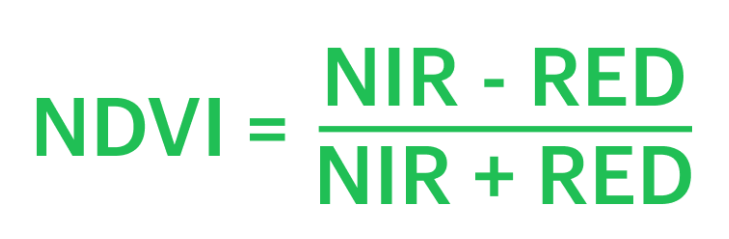 NDVI = NIR - RED
NIR + RED